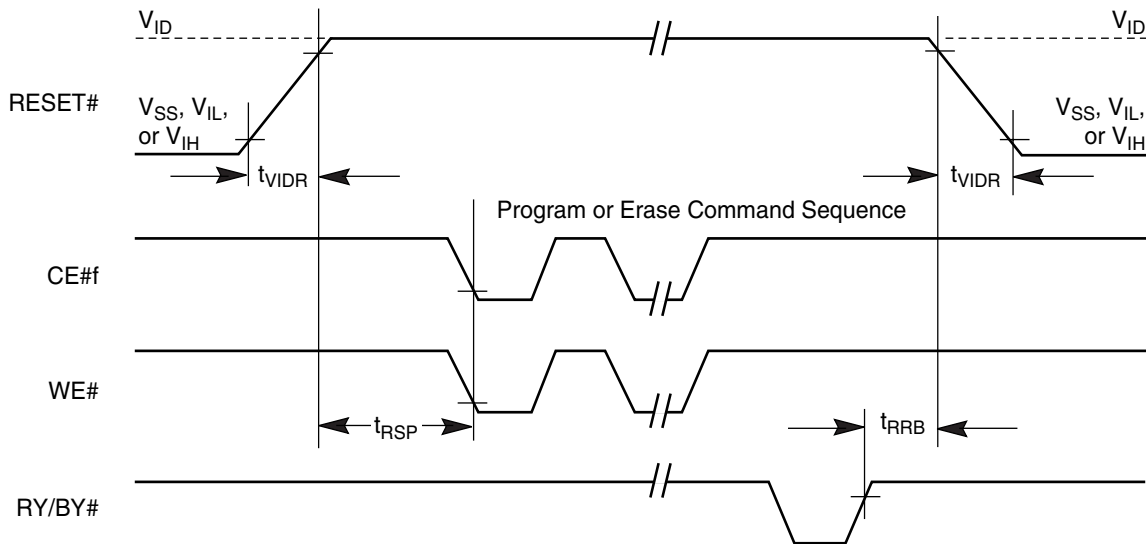 VID
VID
RESET#
VSS, VIL,
or VIH
VSS, VIL,
or VIH
tVIDR
tVIDR
Program or Erase Command Sequence
CE#f
WE#
tRSP
tRRB
RY/BY#